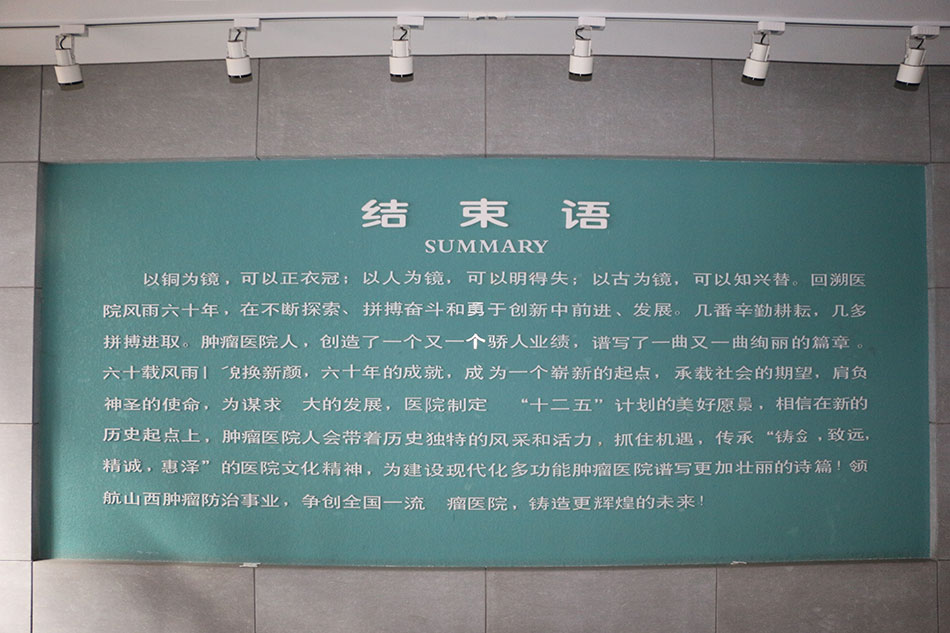 结束语
SUMMARY
以铜为镜，可以正衣冠；以人为镜，可以明得失；以古为镜，可以知兴替。回溯医
院风雨六十年，在不断探索、拼搏奋斗和勇于创新中前进、发展。几番辛勤耕耘，几多
拼搏进取。肿瘤医院人，创造了一个又一个骄人业绩，谱写了一曲又一曲绚丽的篇章。
六十载风雨 换新颜，六十年的成就，成为一个崭新的起点，承载社会的期望，肩负
神圣的使命，为谋求 大的发展，医院制定 “十二五”计划的美好愿景，相信在新的
历史起点上，肿瘤医院人会带着历史独特的风采和活力，抓住机遇，传承“铸 ，致远，
精诚，惠泽”的医院文化精神，为建设现代化多功能肿瘤医院谱写更加壮丽的诗篇！领
航山西肿瘤防治事业，争创全国一流 瘤医院，铸造更辉煌的未来！